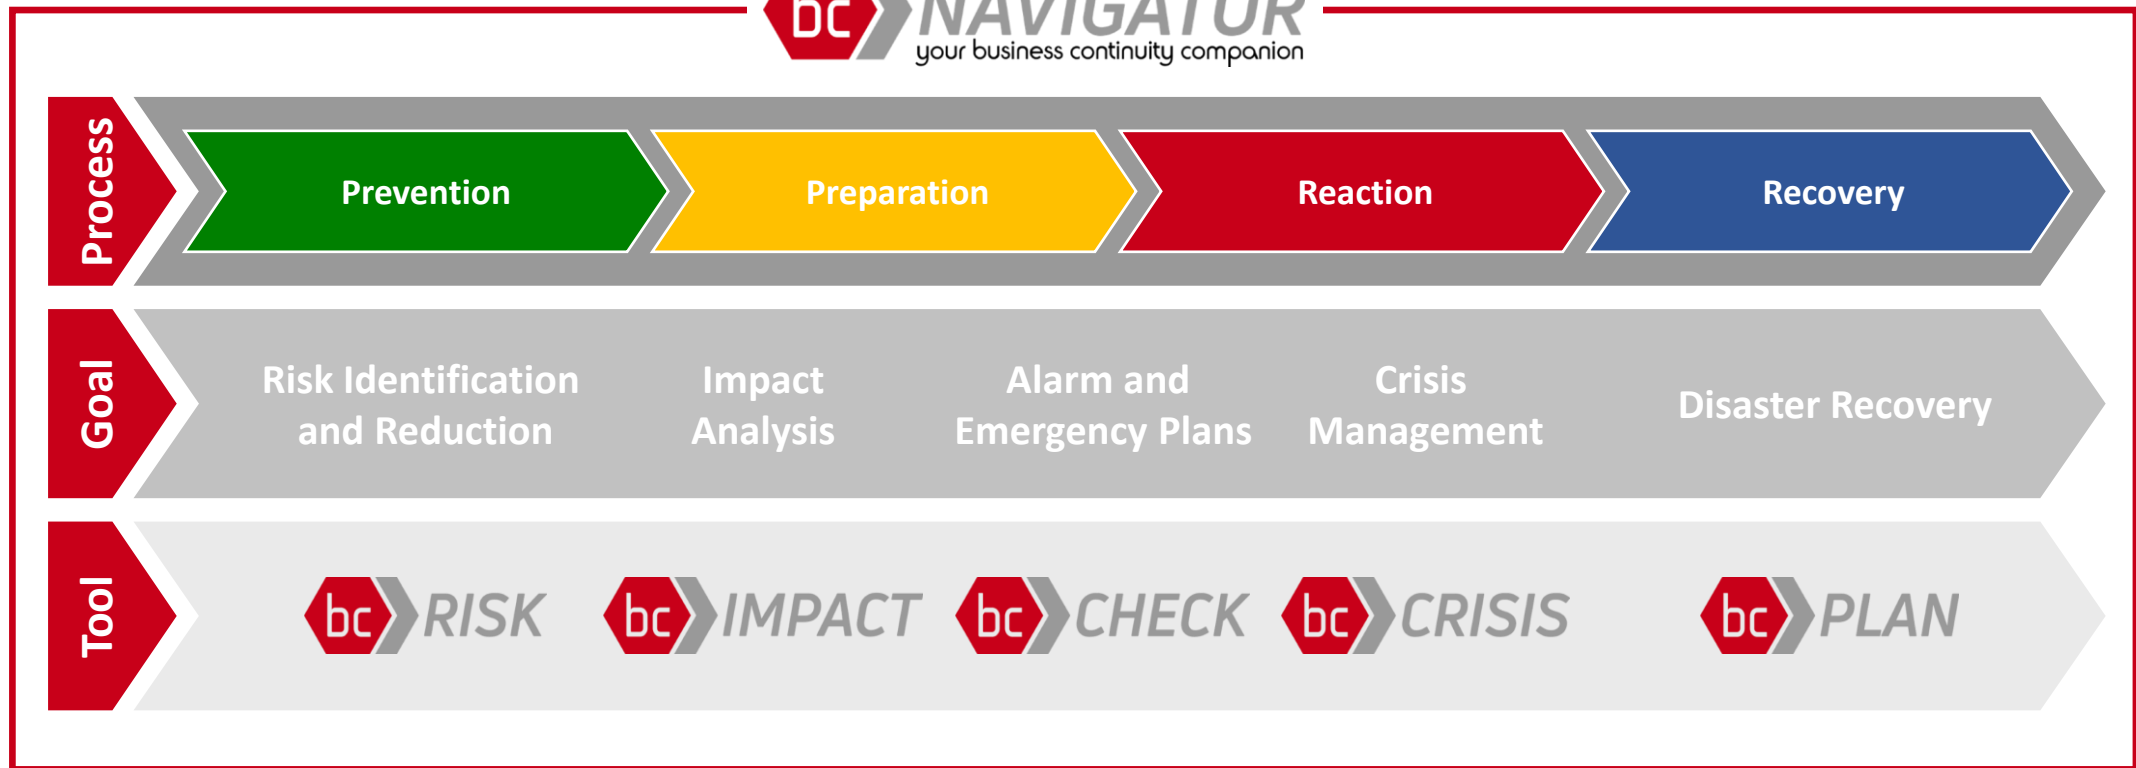 bc NAVIGATOR
your business continuity companion
Process
Prevention
Preparation
Reaction
Recovery
Goal
Risk Identification
and Reduction
Impact
Analysis
Alarm and
Emergency Plans
Crisis
Management
Disaster Recovery
Tool
bc RISK
bc IMPACT
bc CHECK
bc CRISIS
bc PLAN